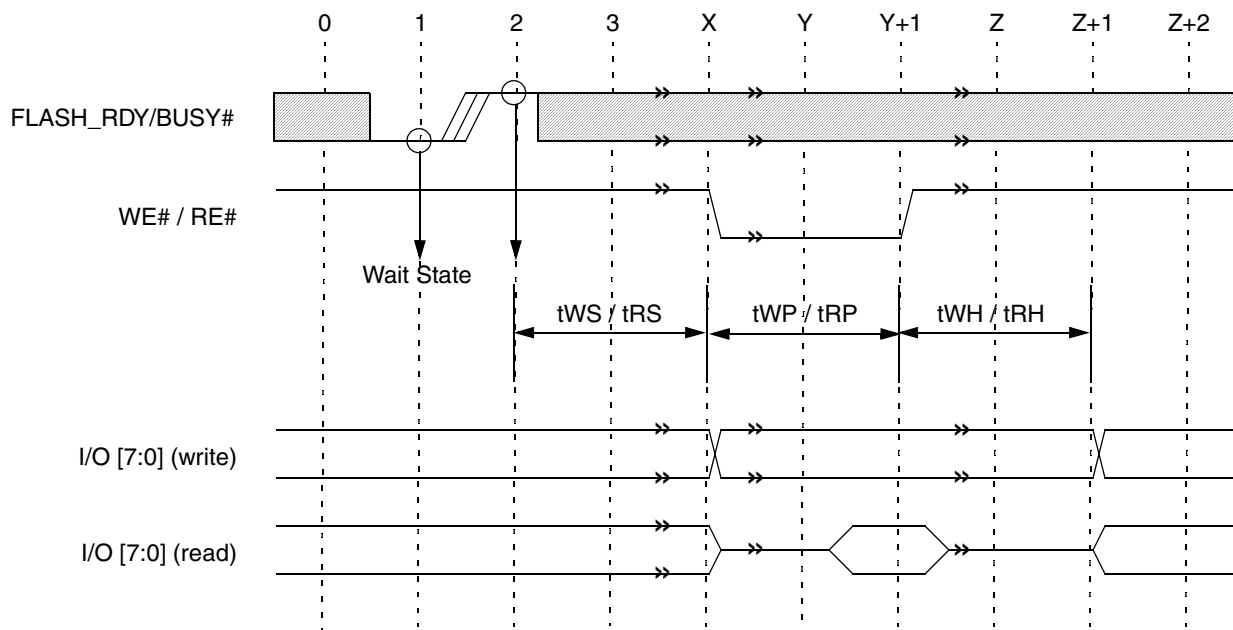 0 1 2 3 X Y Y+1 Z Z+1 Z+2
FLASH_RDY/BUSY#
WE# / RE#
Wait State
tWS / tRS tWP / tRP tWH / tRH
I/O [7:0] (write)
I/O [7:0] (read)